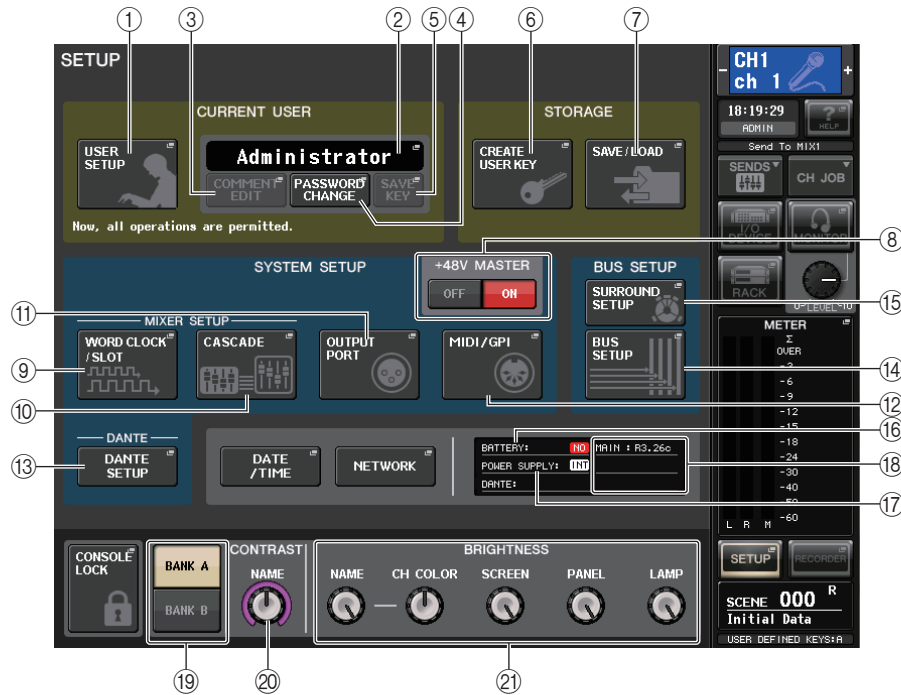 ① ③ ② ④ ⑤ ⑥ ⑦
SETUP
CURRENT USER
STORAGE
USER
SETUP
Administrator
COMMENT
EDIT
PASSWORD
CHANGE
SAVE
KEY
Now, all operations are permitted.
CREATE
USER KEY
SAVE/LOAD
CH1
ch 1
- +
18:19:29
ADMIN
?
HELP
Send To MIX1
SENDS
CH JOB
I/O
DEVICE
MONITOR
RACK
LEVEL
⑧
SYSTEM SETUP
+48V MASTER
OFF ON
BUS SETUP
SURROUND
SETUP
⑮
⑪
MIXER SETUP
WORD CLOCK
/SLOT
CASCADE
OUTPUT
PORT
MIDI/GPI
BUS
SETUP
⑨
⑩
⑫
⑭
⑯
DANTE
DANTE
SETUP
⑬
DATE
/TIME
NETWORK
BATTERY: NO
POWER SUPPLY: INT
DANTE:
MAIN : R3.26c
⑱
⑰
METER
Σ
OVER
-3
-6
-9
-12
-15
-18
-24
-30
-40
-50
-60
L R M
CONSOLE
LOCK
BANK A
BANK B
CONTRAST
NAME
BRIGHTNESS
NAME CH COLOR SCREEN PANEL LAMP
SETUP
RECORDER
SCENE 000 R
Initial Data
USER DEFINED KEYS:A
⑲ ⑳ ㉑